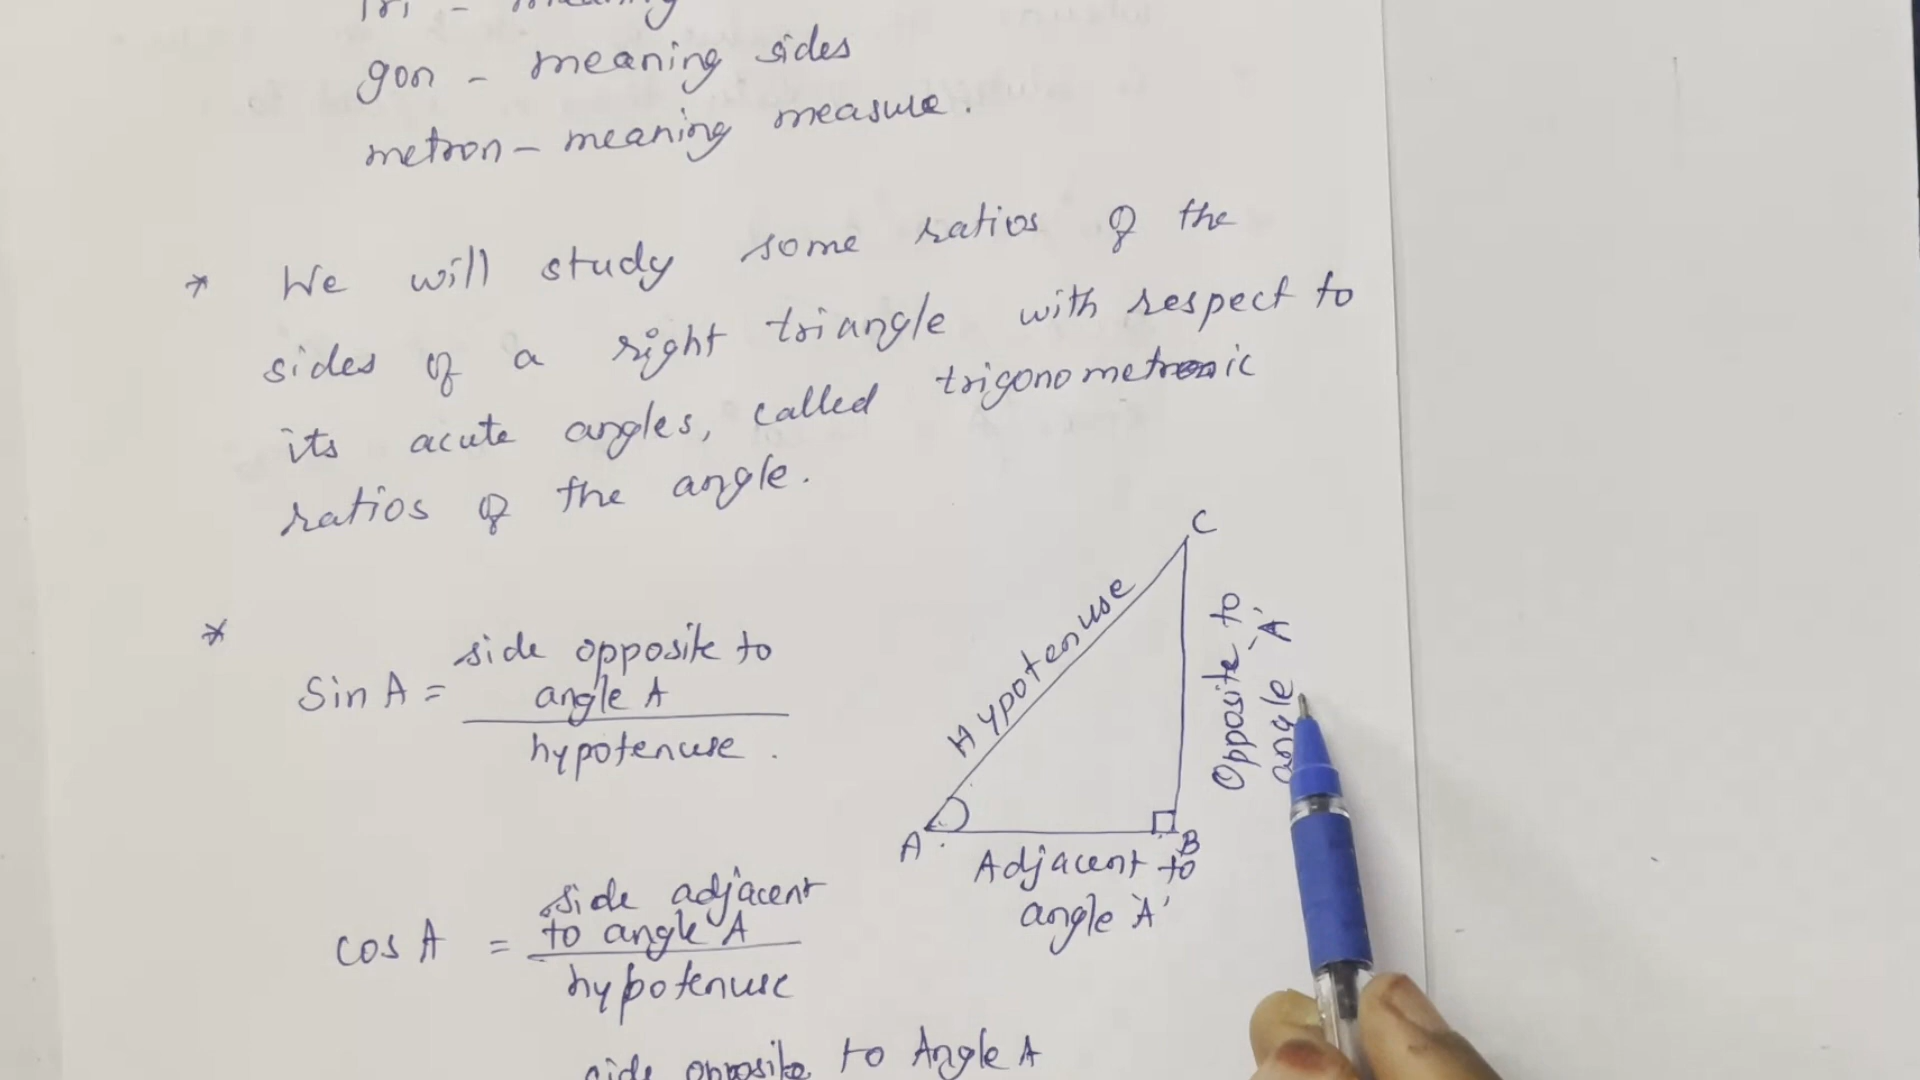 gon - meaning sides
metron - meaning measure.
* We will study some ratios of the
sides of a right triangle with respect to
its acute angles, called trigonometric
ratios of the angle.
*
Sin A = side opposite to
angle A
hypotenuse.
C
Hypotenuse
Opposite to
angle 'A'
A
B
Adjacent to
angle 'A'
cos A = side adjacent
to angle A
hypotenuse
side opposite to Angle A